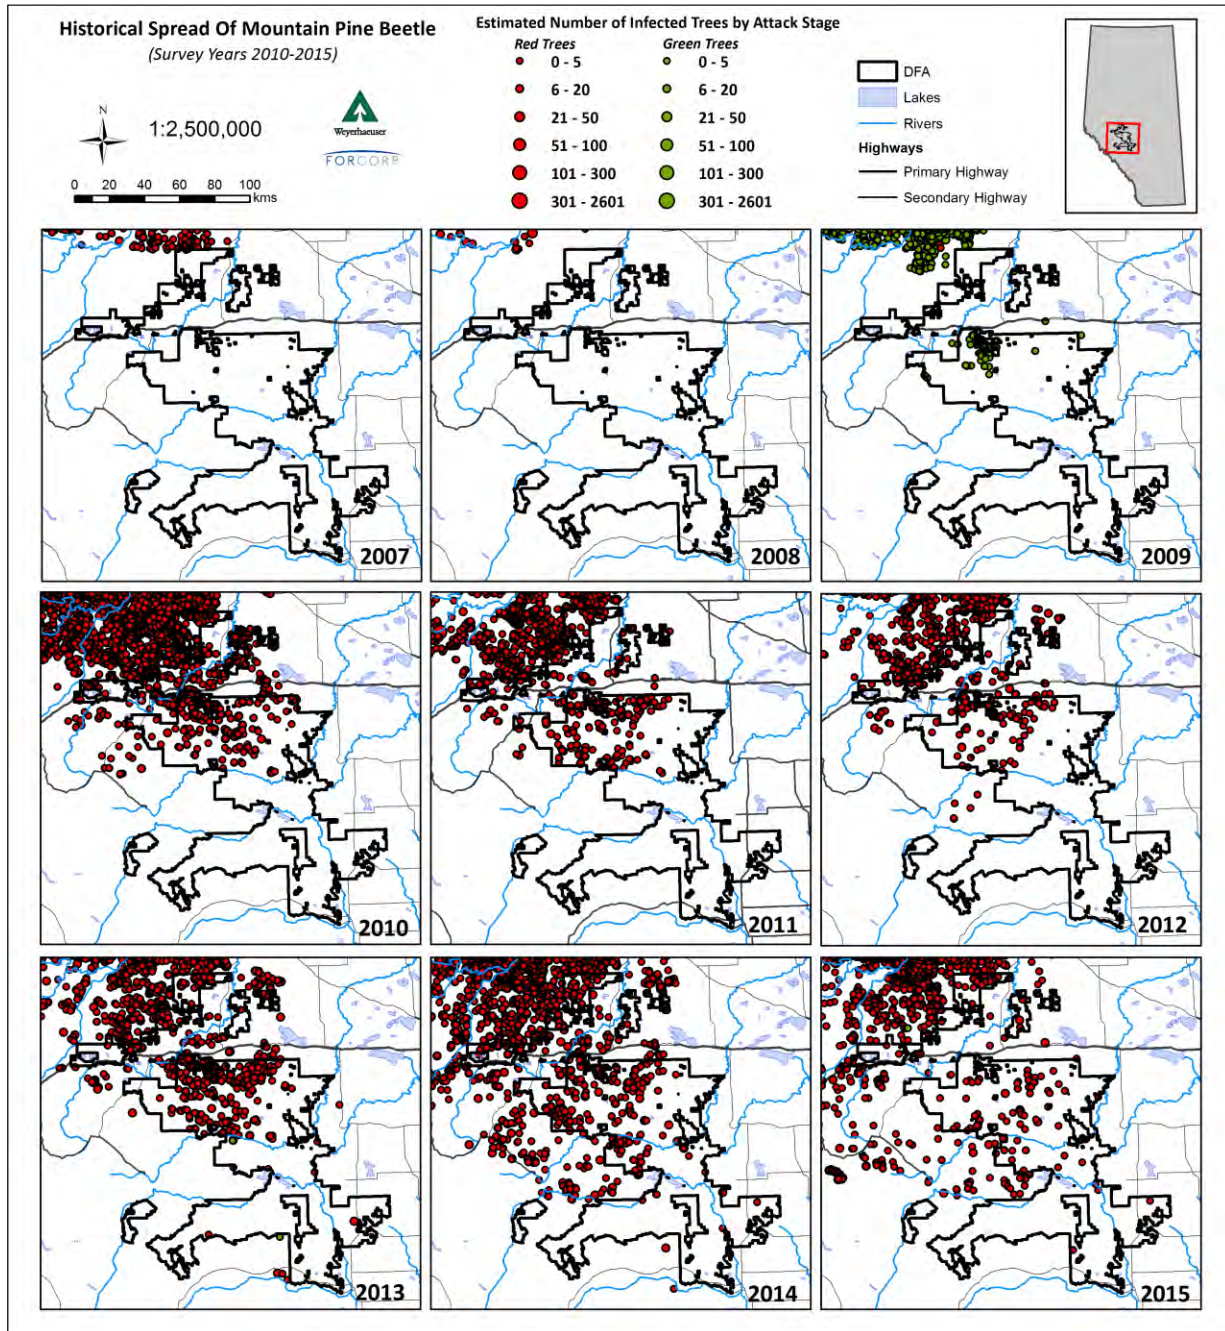 Historical Spread Of Mountain Pine Beetle
(Survey Years 2010-2015)
N
1:2,500,000
Weyerhaeuser
FORCORP
0 20 40 60 80 100
kms
Estimated Number of Infected Trees by Attack Stage
Red Trees Green Trees
0 - 5 0 - 5
6 - 20 6 - 20
21 - 50 21 - 50
51 - 100 51 - 100
101 - 300 101 - 300
301 - 2601 301 - 2601
DFA
Lakes
Rivers
Highways
Primary Highway
Secondary Highway
2007
2008
2009
2010
2011
2012
2013
2014
2015